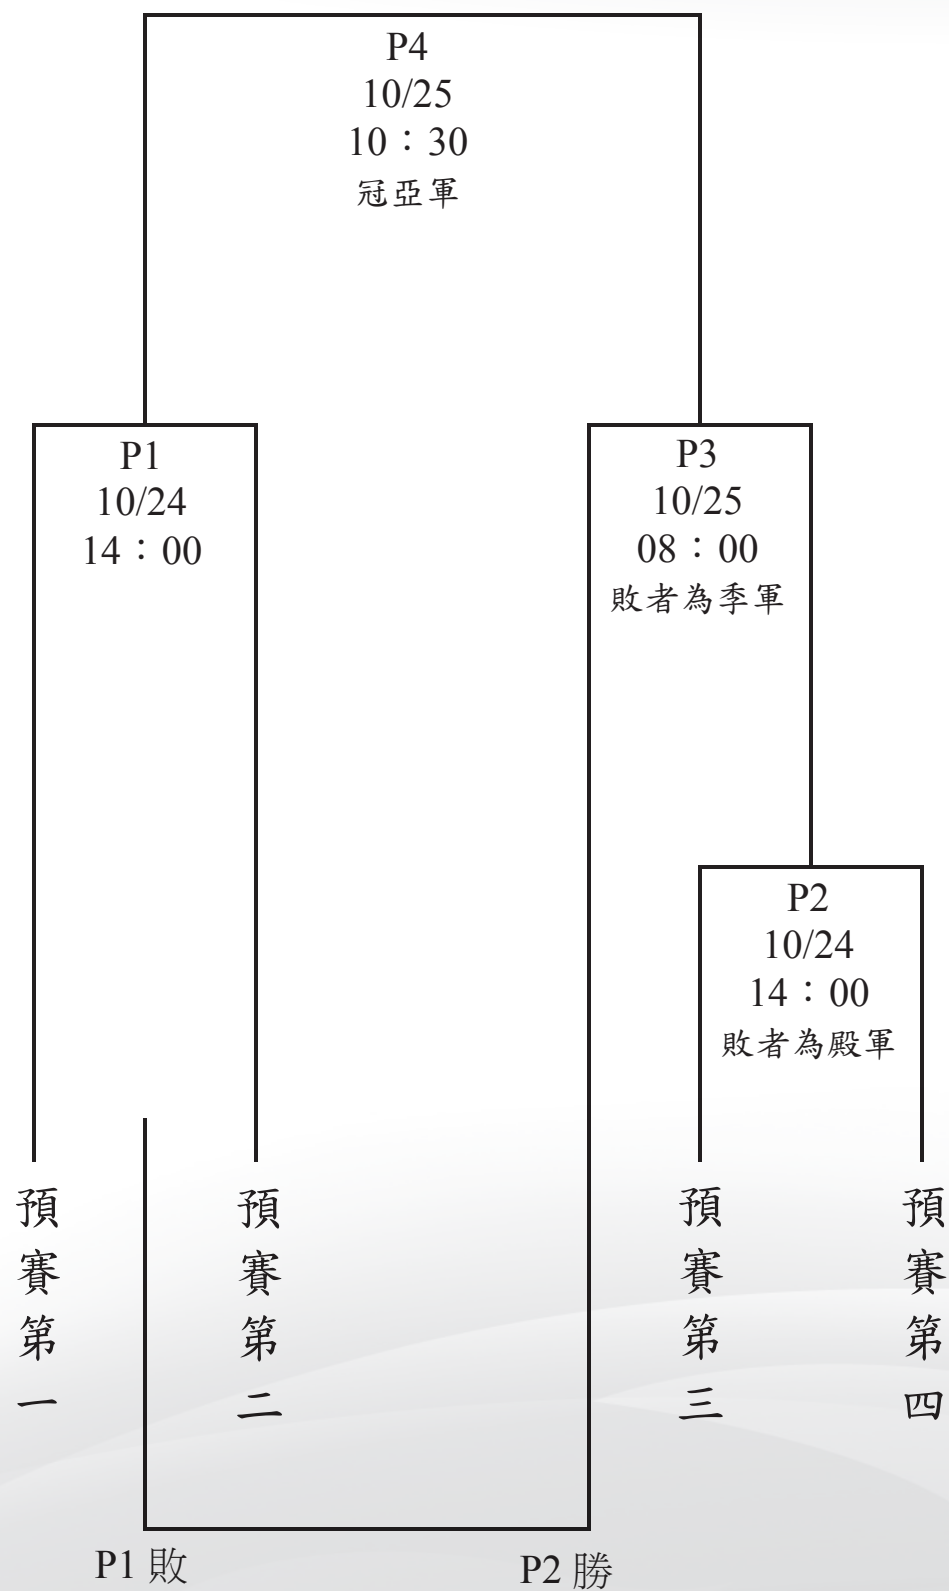 P4
10/25
10：30
冠亞軍
P1
10/24
14：00
P3
10/25
08：00
敗者為季軍
P2
10/24
14：00
敗者為殿軍
預賽第一
預賽第二
預賽第三
預賽第四
P1 敗
P2 勝